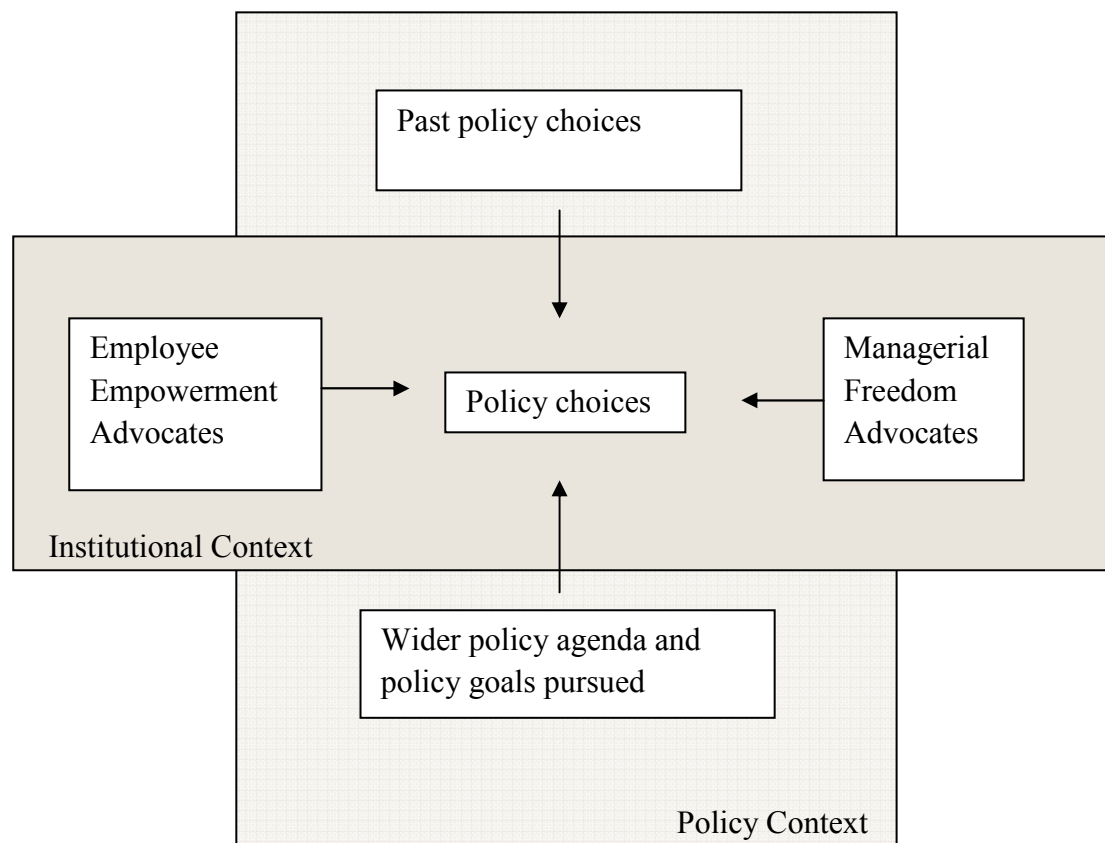 Past policy choices
Employee
Empowerment
Advocates
Policy choices
Managerial
Freedom
Advocates
Institutional Context
Wider policy agenda and
policy goals pursued
Policy Context